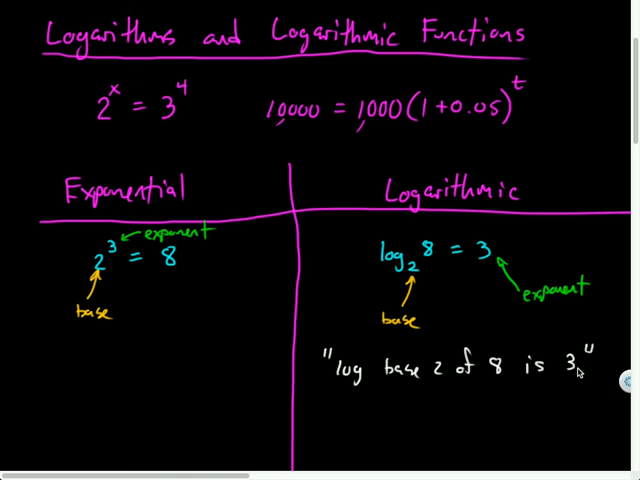 Logarithms and Logarithmic Functions
2^x = 3^4
10,000 = 1,000(1+0.05)^t
Exponential
Logarithmic
2^3 = 8
exponent
base
log_2 8 = 3
exponent
base
"log base 2 of 8 is 3"